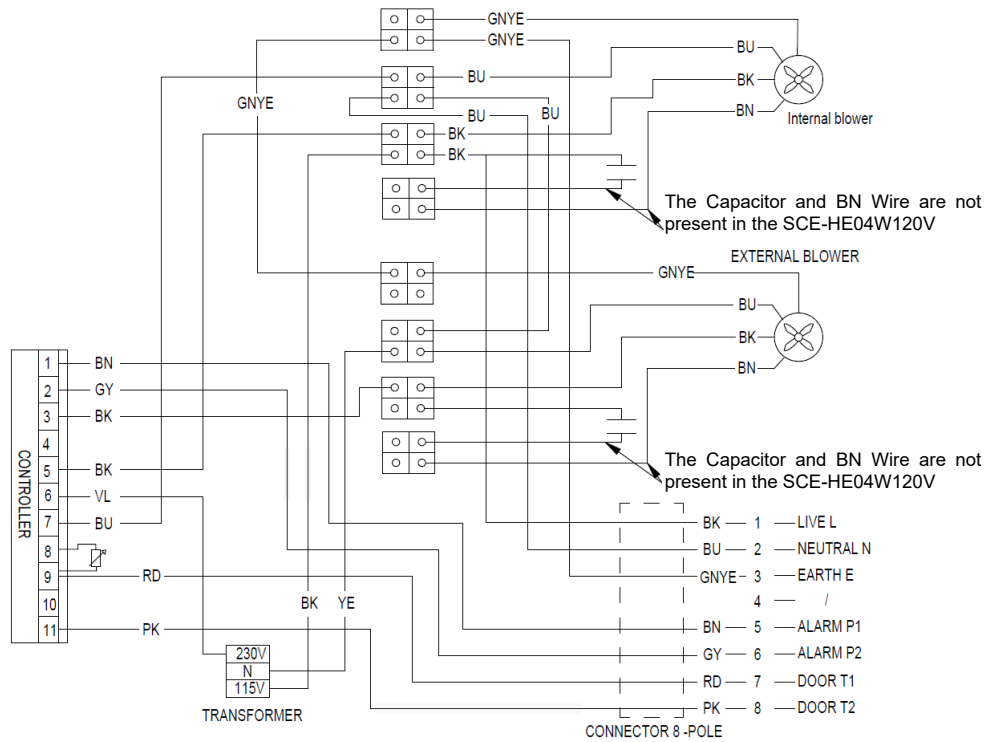 GNYE
GNYE
BU
BU
BK
GNYE
BU
BN
BU
Internal blower
BK
BK
The Capacitor and BN Wire are not
present in the SCE-HE04W120V
EXTERNAL BLOWER
GNYE
BU
BK
BN
CONTROLLER
1
BN
2
GY
3
BK
4
5
BK
6
VL
7
BU
8
9
RD
10
11
PK
The Capacitor and BN Wire are not
present in the SCE-HE04W120V
BK 1 LIVE L
BU 2 NEUTRAL N
GNYE 3 EARTH E
4 /
BN 5 ALARM P1
GY 6 ALARM P2
RD 7 DOOR T1
PK 8 DOOR T2
BK YE
230V
N
115V
TRANSFORMER
CONNECTOR 8 -POLE